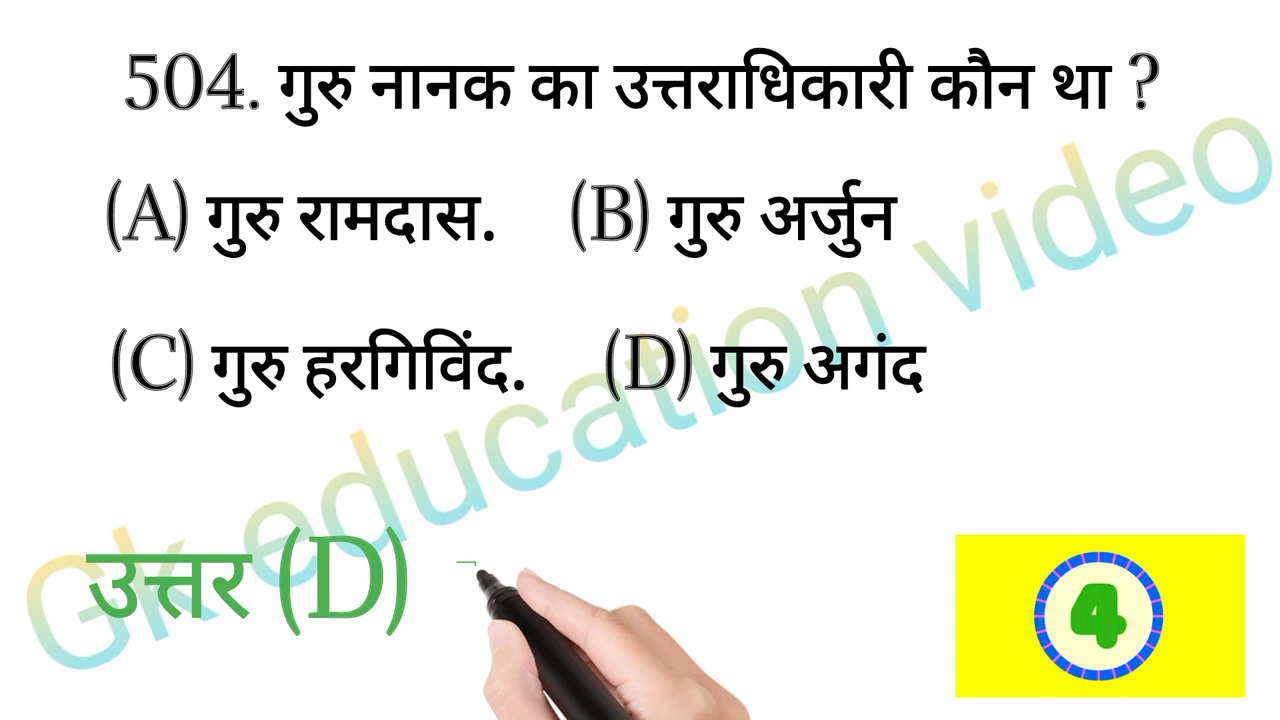 504. गुरु नानक का उत्तराधिकारी कौन था ?
(A) गुरु रामदास. (B) गुरु अर्जुन
(C) गुरु हरगिविंद. (D) गुरु अगंद
Gk education video
उत्तर (D)
4